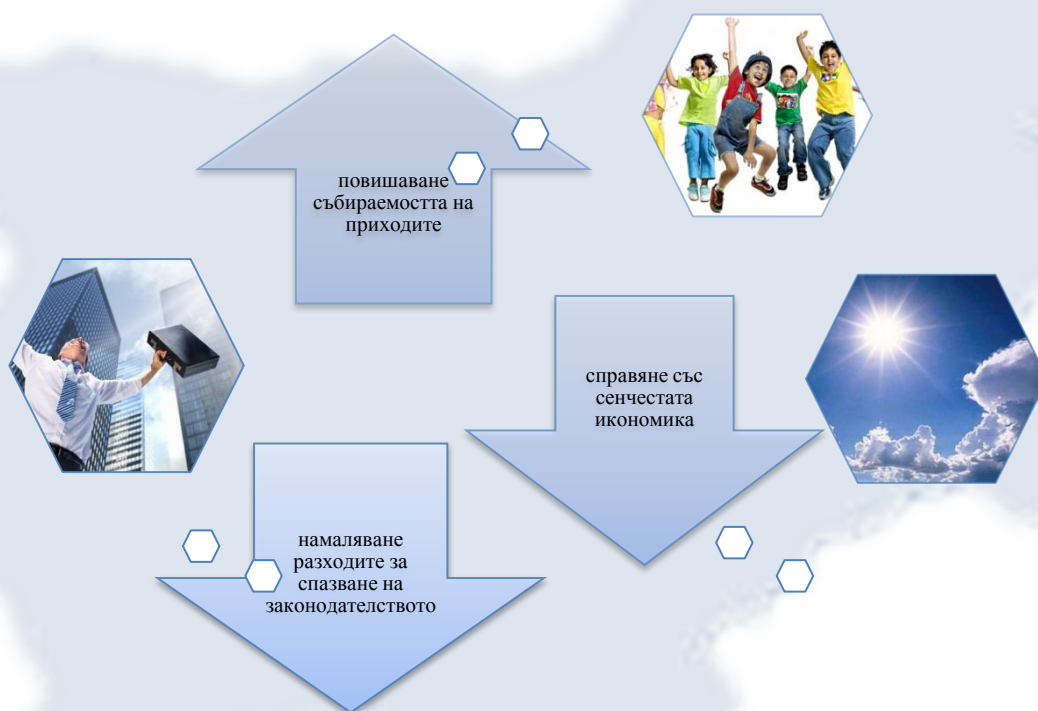 повишаване
събираемостта на
приходите
справяне със
сенчестата
икономика
намаляване
разходите за
спазване на
законодателството